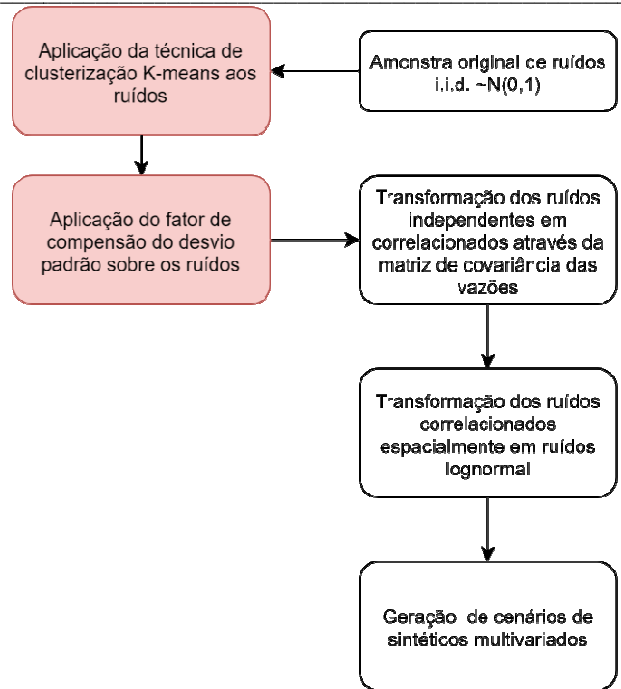 Aplicação da técnica de
clusterização K-means aos
ruídos
Amonstra original ce ruídos
i.i.d. ~N(0,1)
Aplicação do fator de
compensão do desvio
padrão sobre os ruídos
Transformação dos ruídos
independentes em
correlacionados através da
matriz de covariância das
vazões
Transformação dos ruídos
correlacionados
espacialmente em ruídos
lognormal
Geração de cenários de
sintéticos multivariados